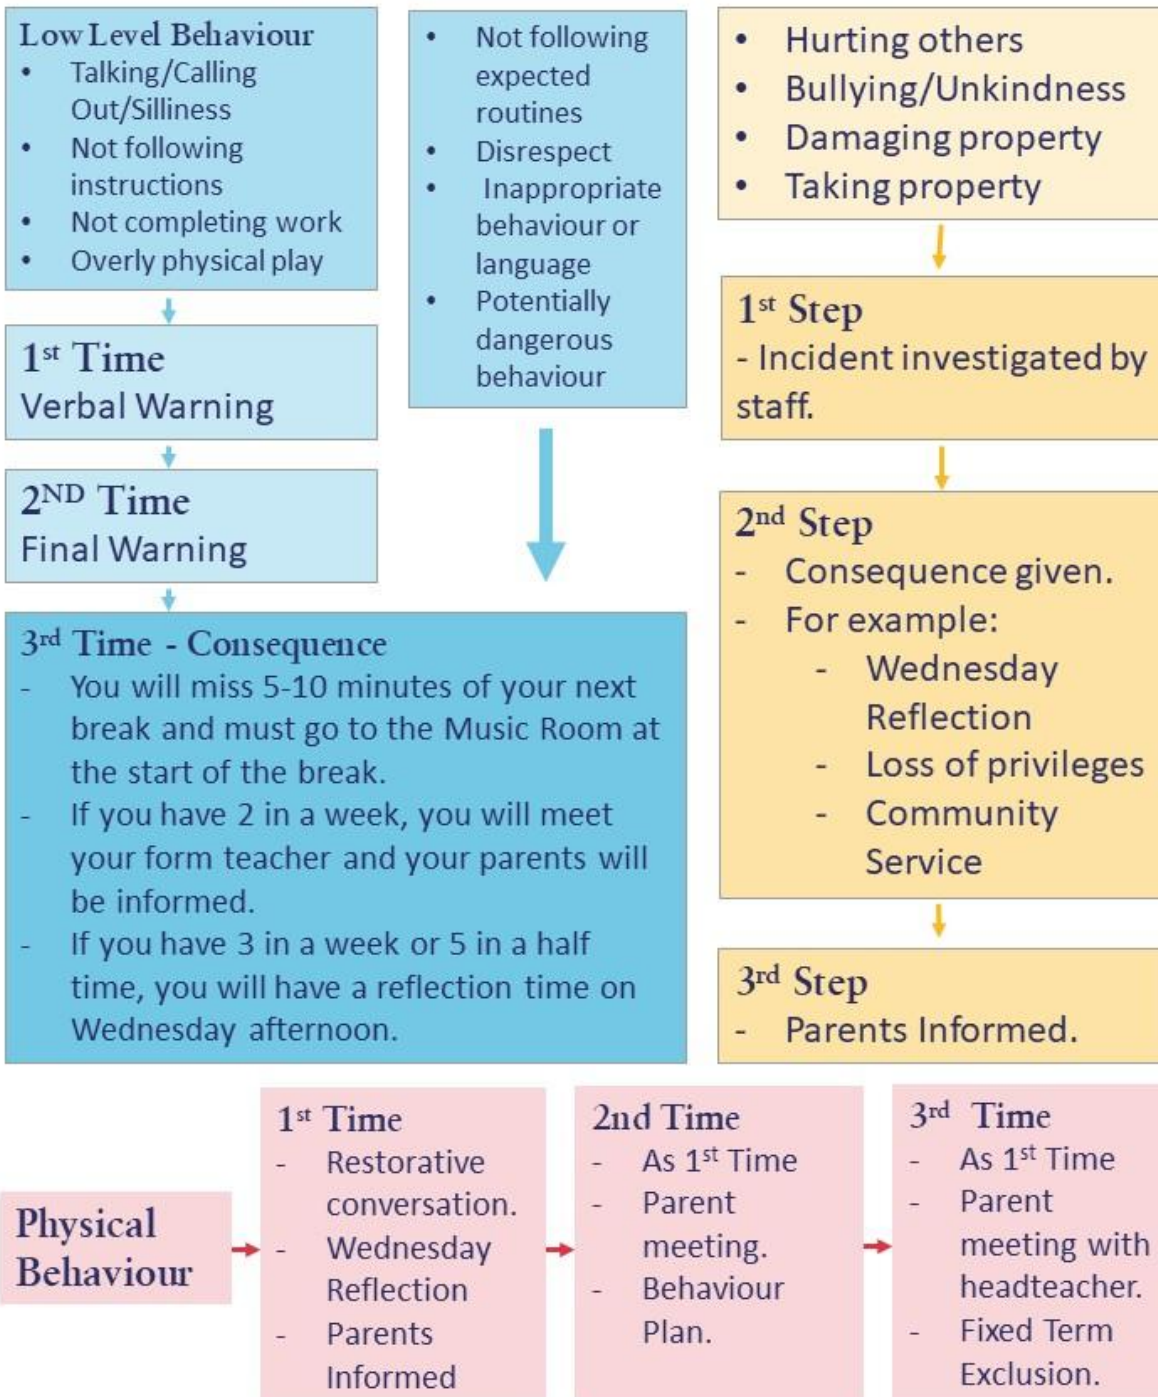 Low Level Behaviour
• Talking/Calling
Out/Silliness
• Not following
instructions
• Not completing work
• Overly physical play
1st Time
Verbal Warning
2ND Time
Final Warning
• Not following
expected
routines
• Disrespect
• Inappropriate
behaviour or
language
• Potentially
dangerous
behaviour
3rd Time - Consequence
- You will miss 5-10 minutes of your next
break and must go to the Music Room at
the start of the break.
- If you have 2 in a week, you will meet
your form teacher and your parents will
be informed.
- If you have 3 in a week or 5 in a half
time, you will have a reflection time on
Wednesday afternoon.
• Hurting others
• Bullying/Unkindness
• Damaging property
• Taking property
1st Step
- Incident investigated by
staff.
2nd Step
- Consequence given.
- For example:
- Wednesday
Reflection
- Loss of privileges
- Community
Service
3rd Step
- Parents Informed.
Physical
Behaviour
1st Time
- Restorative
conversation.
- Wednesday
Reflection
- Parents
Informed
2nd Time
- As 1st Time
- Parent
meeting.
- Behaviour
Plan.
3rd Time
- As 1st Time
- Parent
meeting with
headteacher.
- Fixed Term
Exclusion.